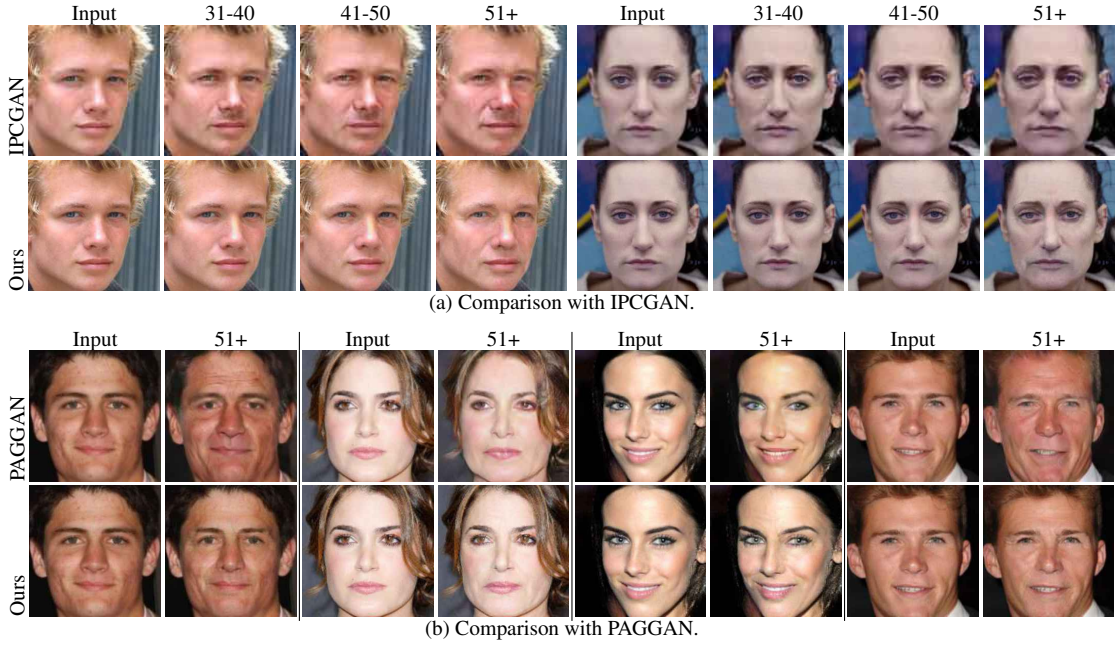 Input 31-40 41-50 51+ Input 31-40 41-50 51+
IPCGAN
Ours
(a) Comparison with IPCGAN.
Input 51+ Input 51+ Input 51+ Input 51+
PAGGAN
Ours
(b) Comparison with PAGGAN.